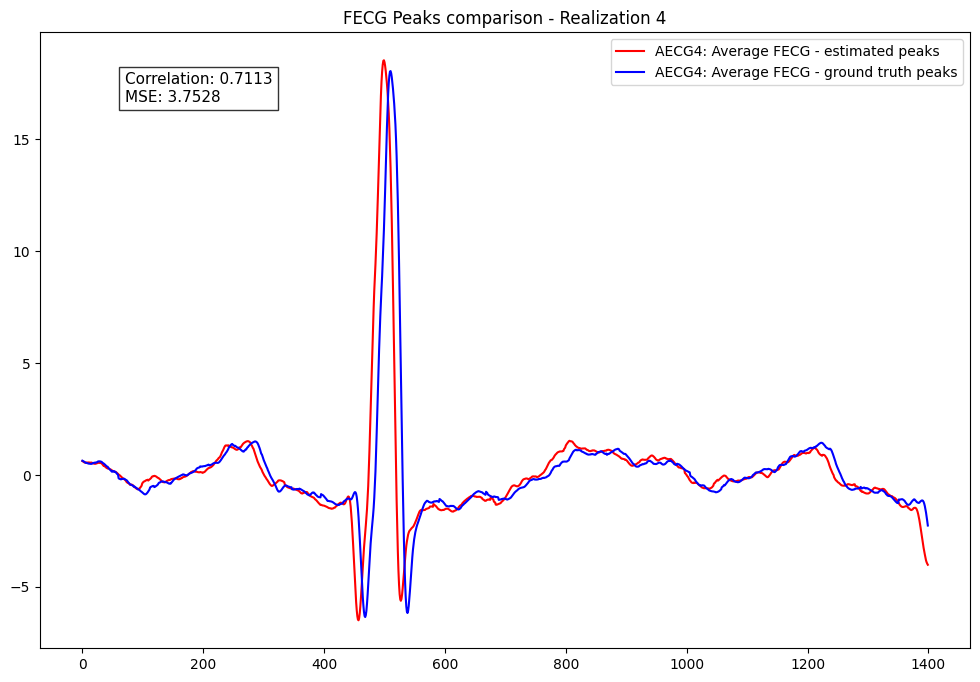 FECG Peaks comparison - Realization 4
AECG4: Average FECG - estimated peaks
AECG4: Average FECG - ground truth peaks
Correlation: 0.7113
MSE: 3.7528
15
10
5
0
−5
0 200 400 600 800 1000 1200 1400